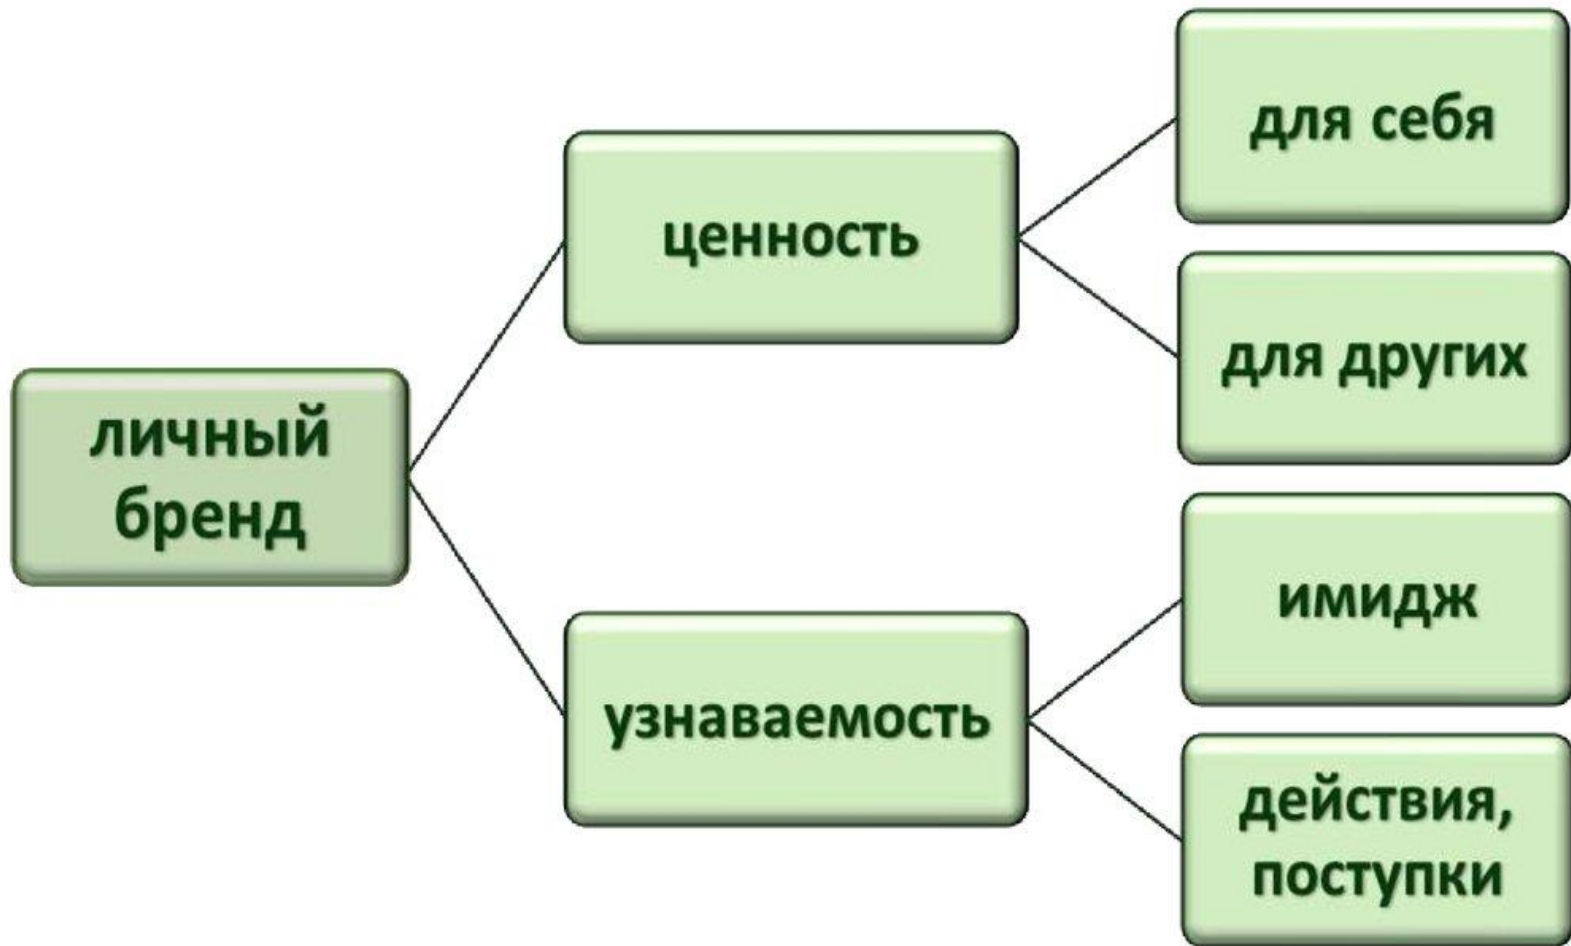 личный
бренд
ценность
для себя
для других
узнаваемость
имидж
действия,
поступки